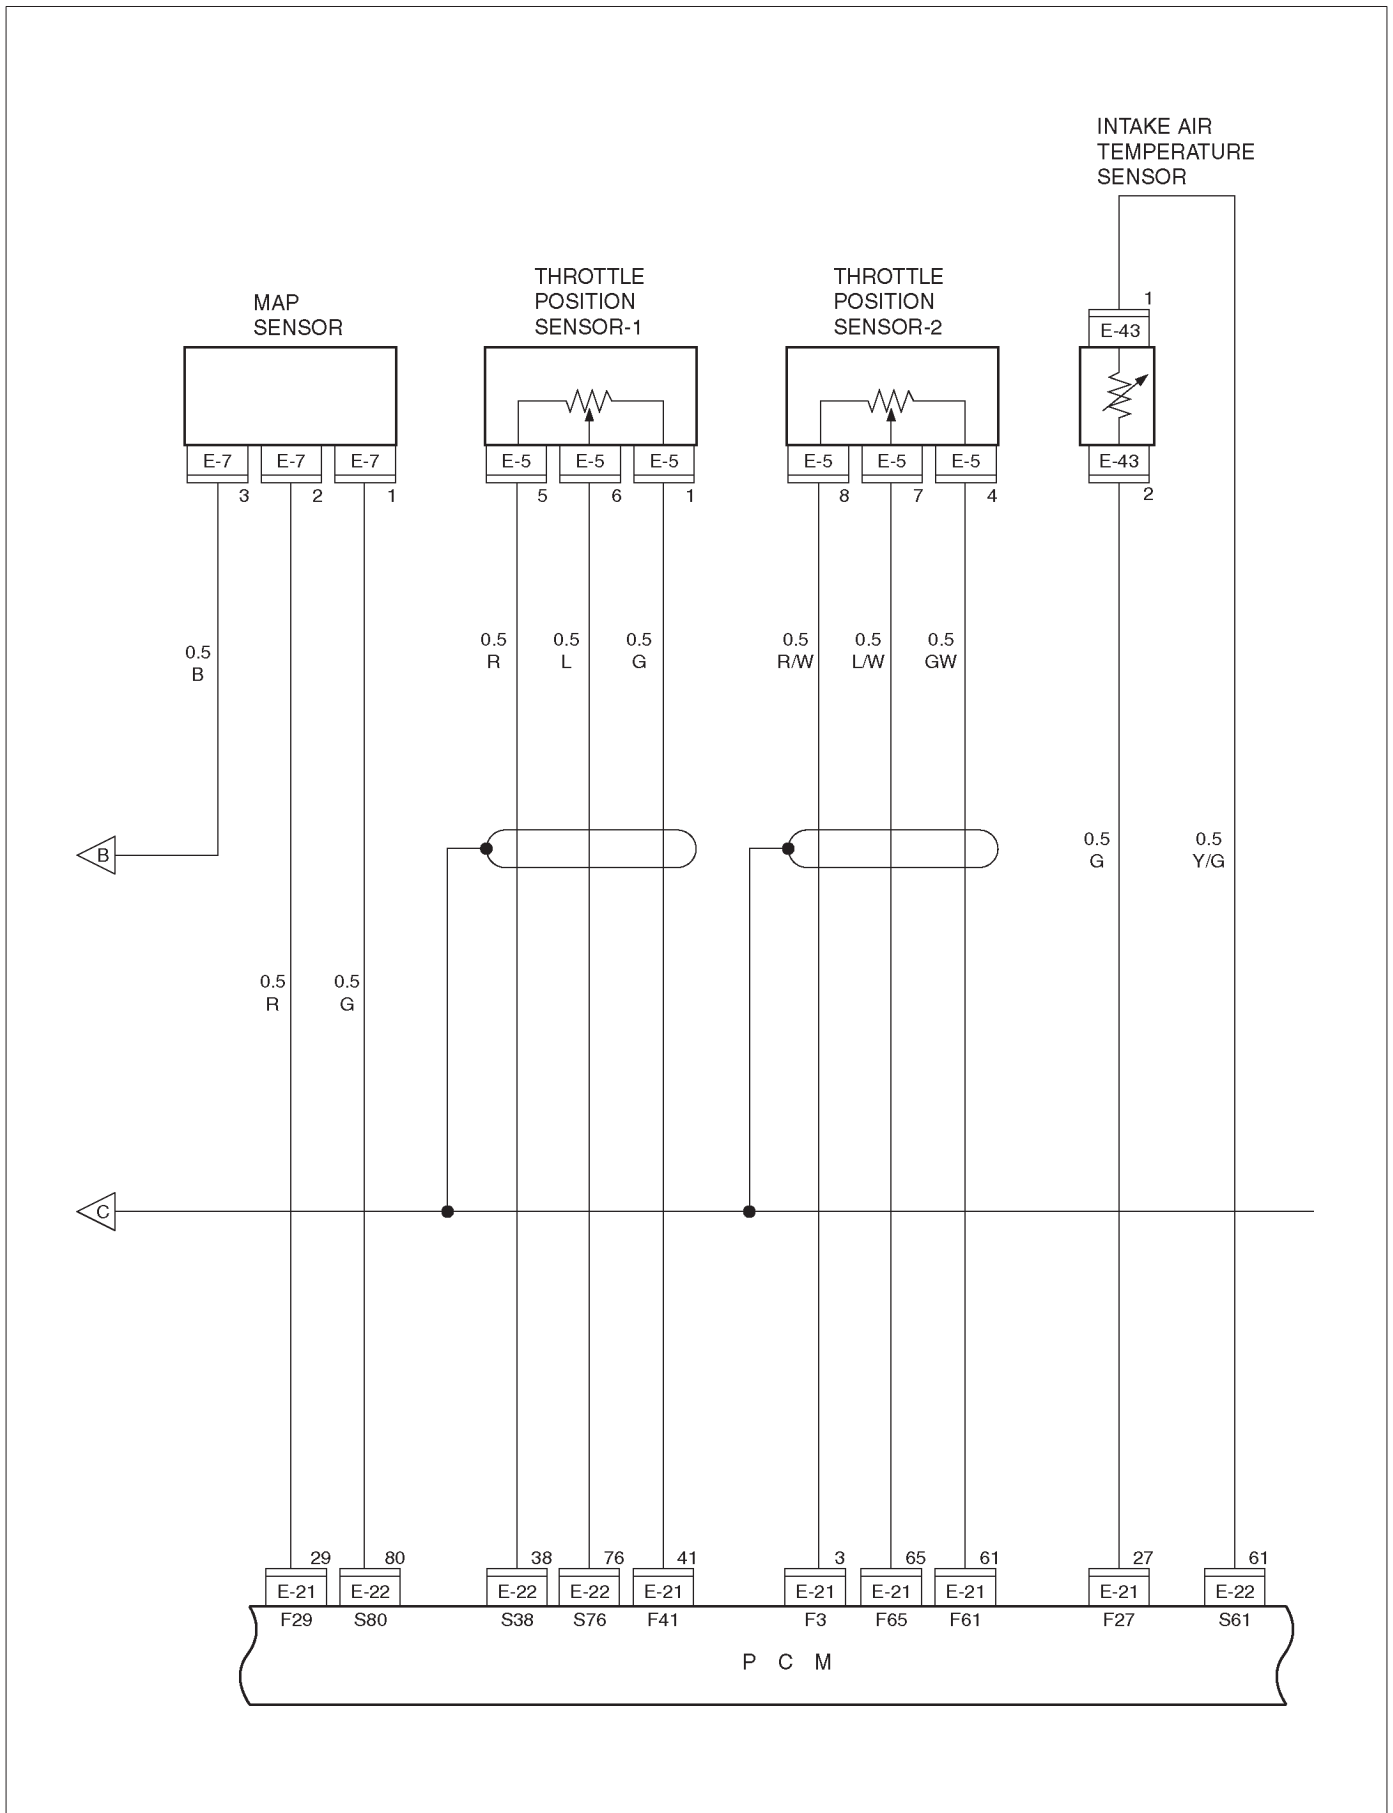 INTAKE AIR
TEMPERATURE
SENSOR
THROTTLE
POSITION
SENSOR-1
THROTTLE
POSITION
SENSOR-2
MAP
SENSOR
1
E-43
E-7
E-7
E-7
E-5
E-5
E-5
E-5
E-5
E-5
E-43
3
2
1
5
6
1
8
7
4
2
0.5
B
0.5
R
0.5
L
0.5
G
0.5
R/W
0.5
L/W
0.5
GW
B
0.5
G
0.5
Y/G
0.5
R
0.5
G
C
29
80
38
76
41
3
65
61
27
61
E-21
E-22
E-22
E-22
E-21
E-21
E-21
E-21
E-21
E-22
F29
S80
S38
S76
F41
F3
F65
F61
F27
S61
P C M